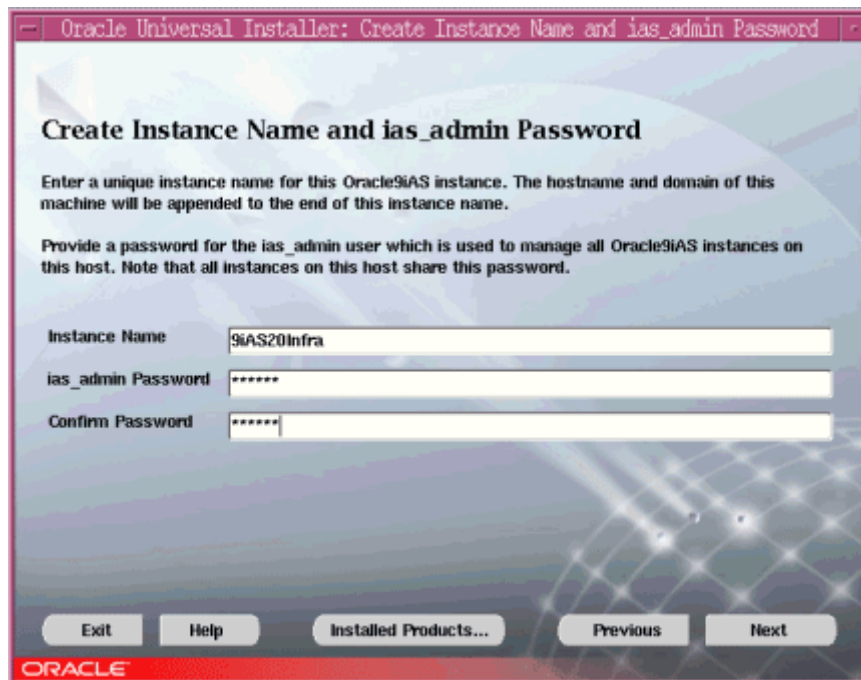 Oracle Universal Installer: Create Instance Name and ias_admin Password
Create Instance Name and ias_admin Password
Enter a unique instance name for this Oracle9iAS instance. The hostname and domain of this
machine will be appended to the end of this instance name.
Provide a password for the ias_admin user which is used to manage all Oracle9iAS instances on
this host. Note that all instances on this host share this password.
Instance Name 9iAS20Infra
ias_admin Password ******
Confirm Password ******
Exit Help Installed Products... Previous Next
ORACLE